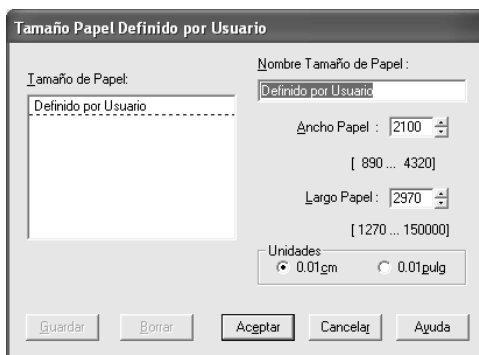 Tamaño Papel Definido por Usuario
Tamaño de Papel:
Definido por Usuario
Nombre Tamaño de Papel :
Definido por Usuario
Ancho Papel : 2100
[ 890 ... 4320]
Largo Papel : 2970
[ 1270 ... 150000]
Unidades
0.01cm 0.01pulg
Guardar Borrar Aceptar Cancelar Ayuda